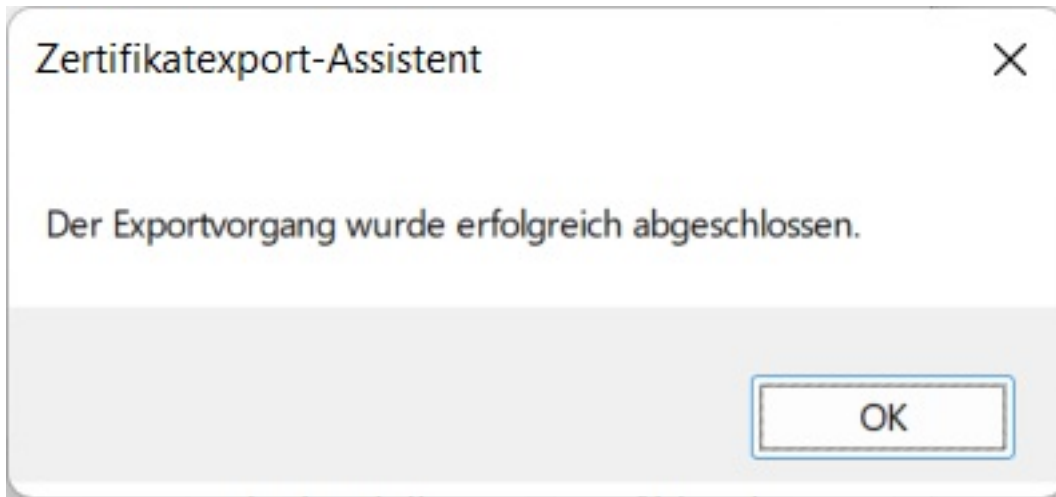 Zertifikatexport-Assistent
Der Exportvorgang wurde erfolgreich abgeschlossen.
OK